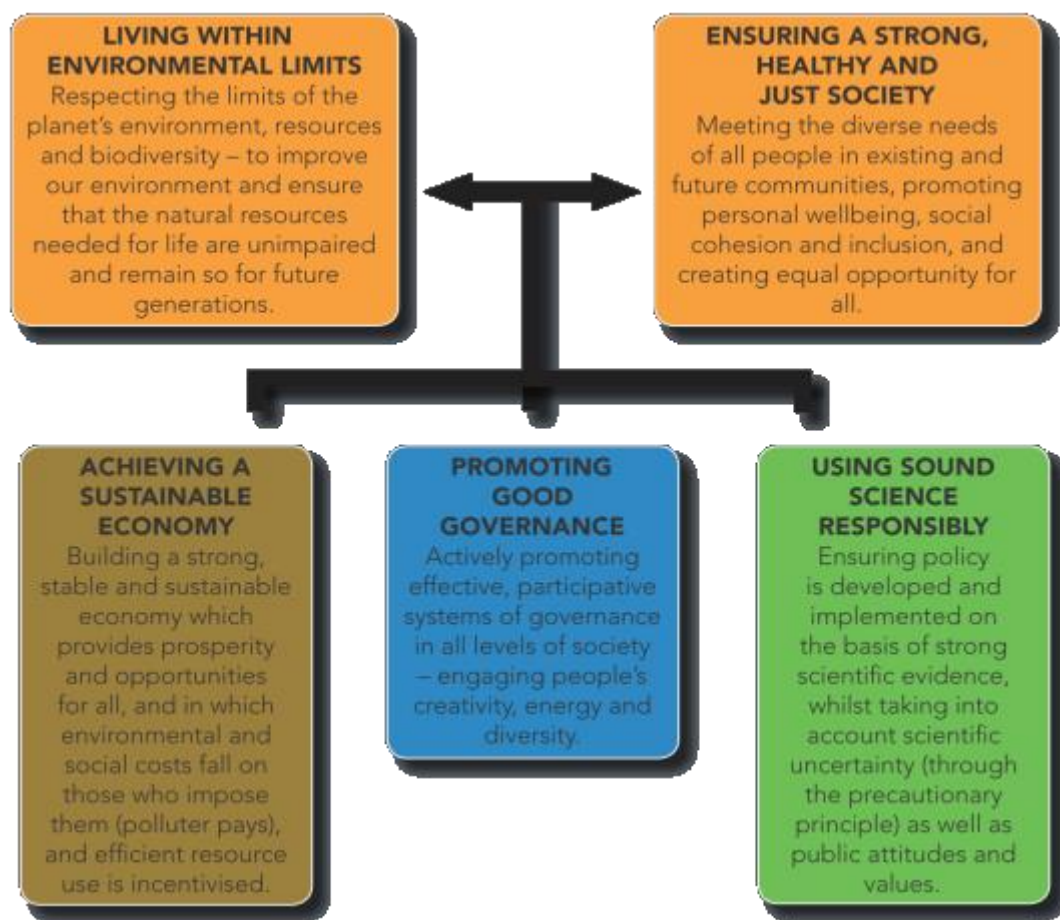 LIVING WITHIN
ENVIRONMENTAL LIMITS
Respecting the limits of the
planet's environment, resources
and biodiversity – to improve
our environment and ensure
that the natural resources
needed for life are unimpaired
and remain so for future
generations.
ENSURING A STRONG,
HEALTHY AND
JUST SOCIETY
Meeting the diverse needs
of all people in existing and
future communities, promoting
personal wellbeing, social
cohesion and inclusion, and
creating equal opportunity for
all.
ACHIEVING A
SUSTAINABLE
ECONOMY
Building a strong,
stable and sustainable
economy which
provides prosperity
and opportunities
for all, and in which
environmental and
social costs fall on
those who impose
them (polluter pays),
and efficient resource
use is incentivised.
PROMOTING
GOOD
GOVERNANCE
Actively promoting
effective, participative
systems of governance
in all levels of society
– engaging people's
creativity, energy and
diversity.
USING SOUND
SCIENCE
RESPONSIBLY
Ensuring policy
is developed and
implemented on
the basis of strong
scientific evidence,
whilst taking into
account scientific
uncertainty (through
the precautionary
principle) as well as
public attitudes and
values.